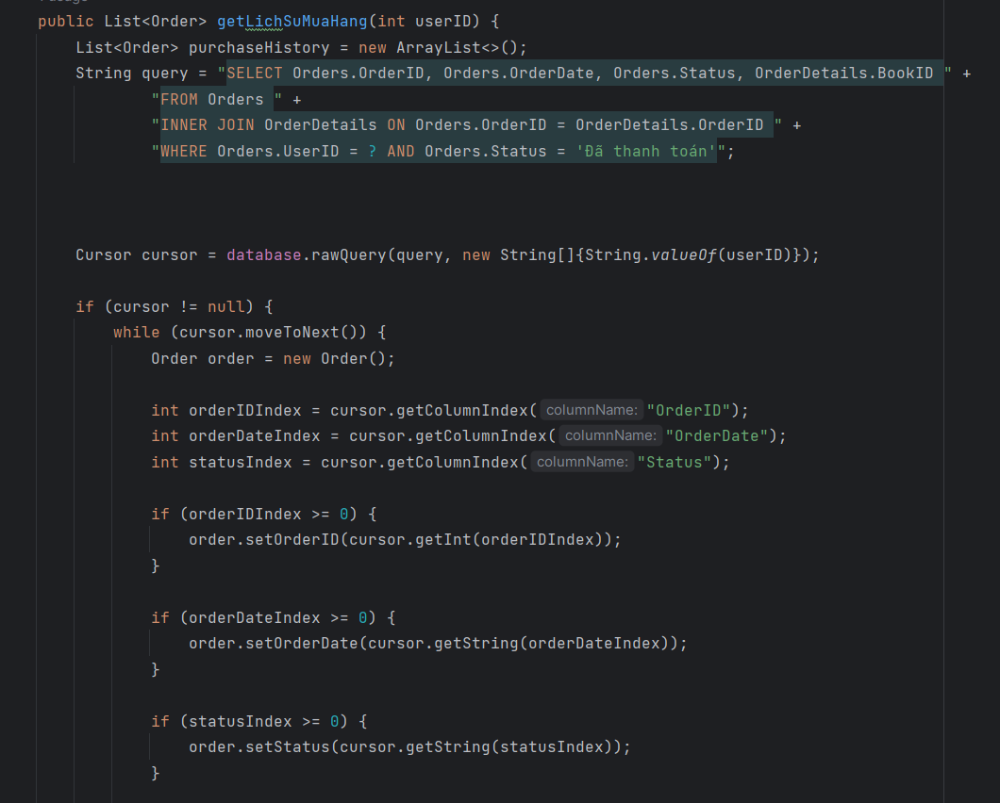 public List<Order> getLichSuMuaHang(int userID) {
List<Order> purchaseHistory = new ArrayList<>();
String query = "SELECT Orders.OrderID, Orders.OrderDate, Orders.Status, OrderDetails.BookID " +
"FROM Orders " +
"INNER JOIN OrderDetails ON Orders.OrderID = OrderDetails.OrderID " +
"WHERE Orders.UserID = ? AND Orders.Status = 'Đã thanh toán'";
Cursor cursor = database.rawQuery(query, new String[]{String.valueOf(userID)});
if (cursor != null) {
while (cursor.moveToNext()) {
Order order = new Order();
int orderIDIndex = cursor.getColumnIndex( columnName: "OrderID");
int orderDateIndex = cursor.getColumnIndex( columnName: "OrderDate");
int statusIndex = cursor.getColumnIndex( columnName: "Status");
if (orderIDIndex >= 0) {
order.setOrderID(cursor.getInt(orderIDIndex));
}
if (orderDateIndex >= 0) {
order.setOrderDate(cursor.getString(orderDateIndex));
}
if (statusIndex >= 0) {
order.setStatus(cursor.getString(statusIndex));
}